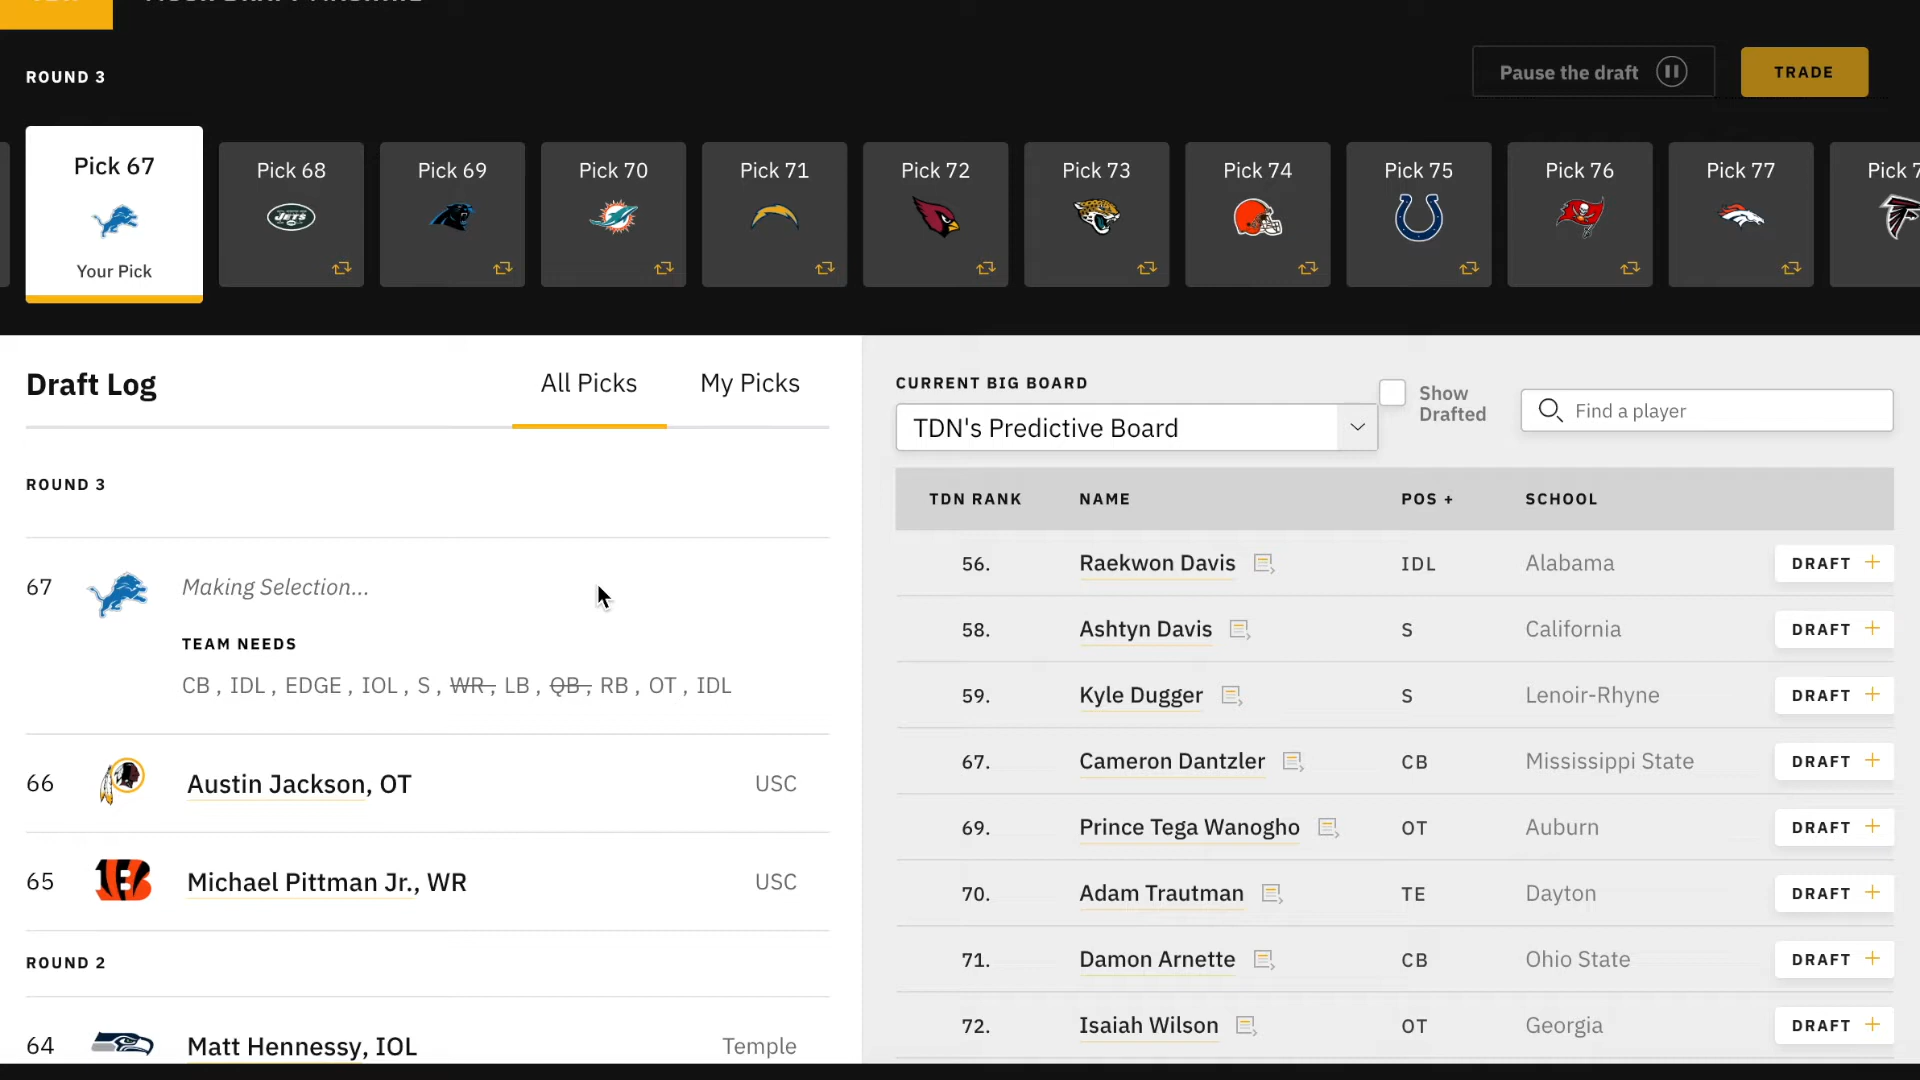 ROUND 3
Pause the draft
TRADE
Pick 67
Your Pick
Pick 68
JETS
Pick 69
Pick 70
Pick 71
Pick 72
Pick 73
Pick 74
Pick 75
Pick 76
Pick 77
Draft Log
All Picks
My Picks
ROUND 3
67
Making Selection...
TEAM NEEDS
CB , IDL , EDGE , IOL , S , WR , LB , QB , RB , OT , IDL
66 Austin Jackson, OT USC
65 Michael Pittman Jr., WR USC
ROUND 2
64 Matt Hennessy, IOL Temple
CURRENT BIG BOARD
TDN's Predictive Board
Show
Drafted
Find a player
TDN RANK NAME POS + SCHOOL
56. Raekwon Davis IDL Alabama DRAFT +
58. Ashtyn Davis S California DRAFT +
59. Kyle Dugger S Lenoir-Rhyne DRAFT +
67. Cameron Dantzler CB Mississippi State DRAFT +
69. Prince Tega Wanogho OT Auburn DRAFT +
70. Adam Trautman TE Dayton DRAFT +
71. Damon Arnette CB Ohio State DRAFT +
72. Isaiah Wilson OT Georgia DRAFT +